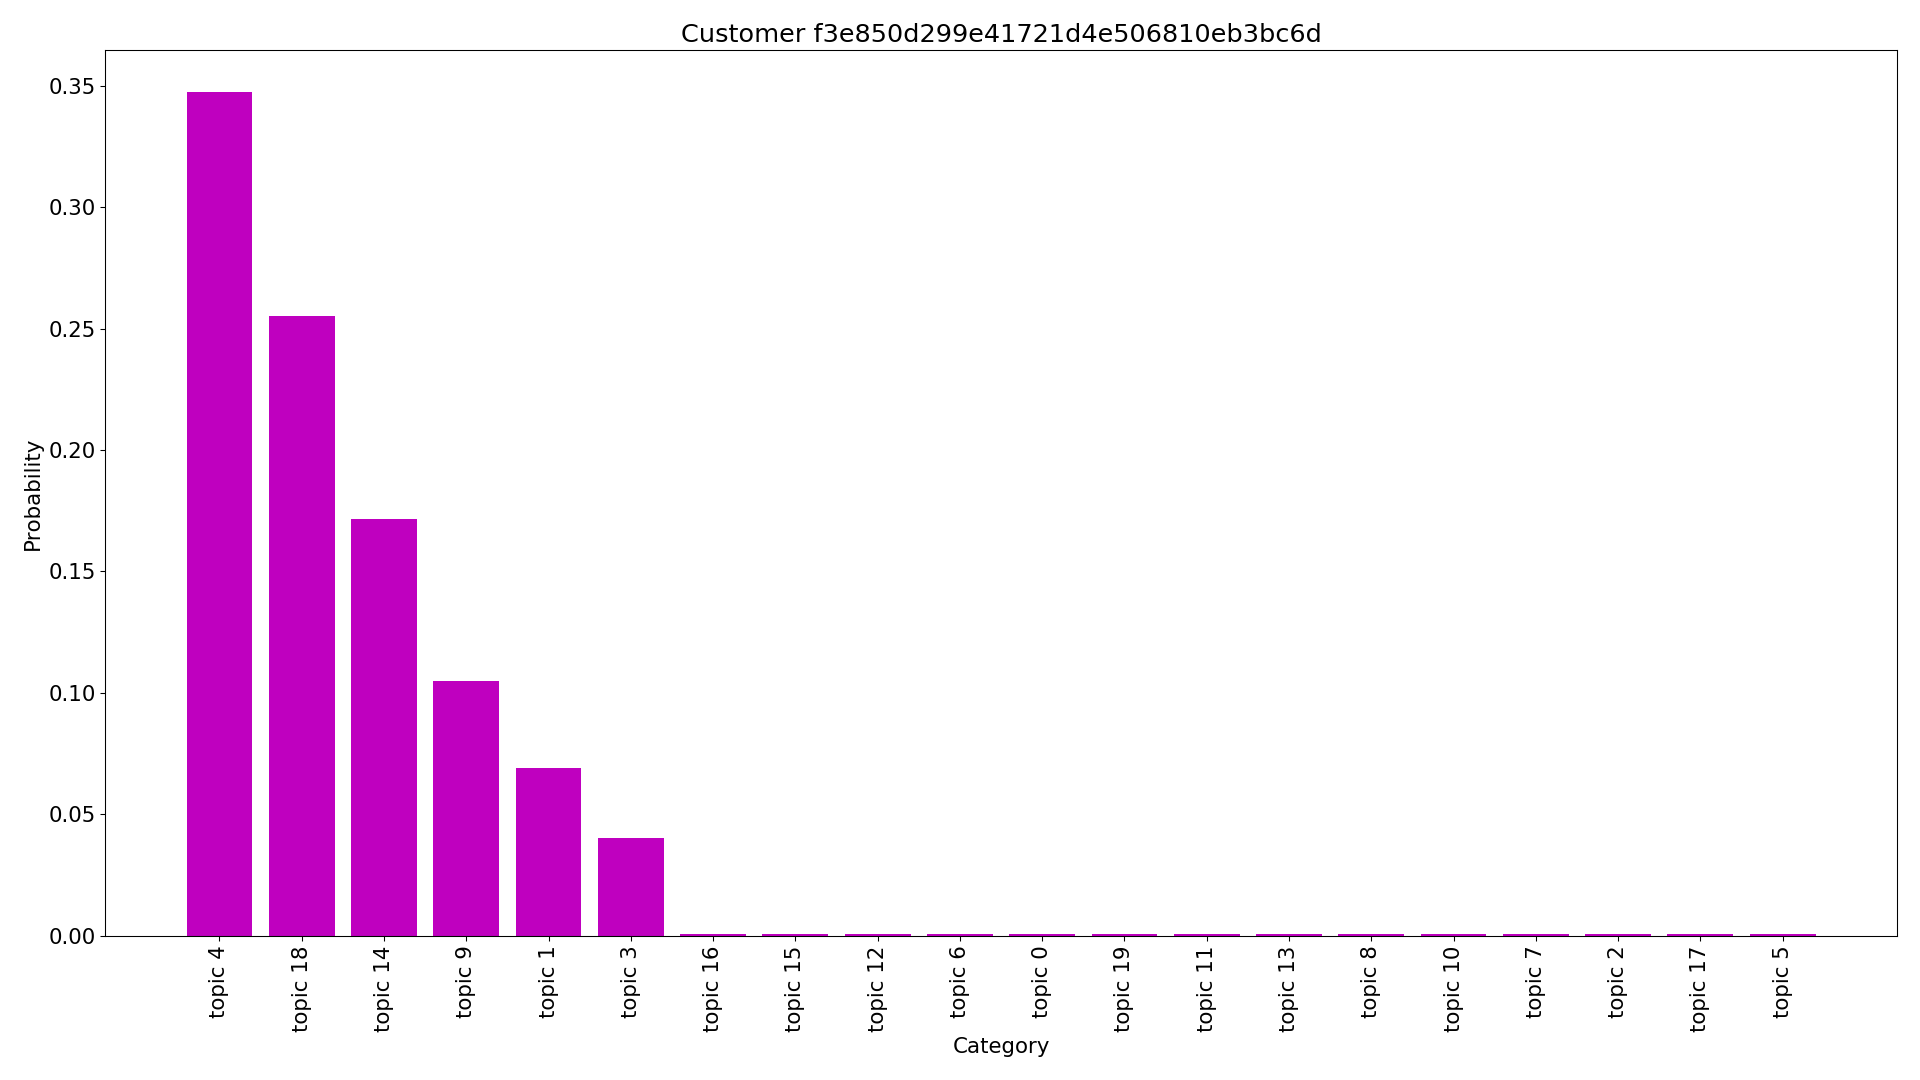 Customer f3e850d299e41721d4e506810eb3bc6d
Probability
0.35
0.30
0.25
0.20
0.15
0.10
0.05
0.00
topic 4
topic 18
topic 14
topic 9
topic 1
topic 3
topic 16
topic 15
topic 12
topic 6
topic 0
topic 19
topic 11
topic 13
topic 8
topic 10
topic 7
topic 2
topic 17
topic 5
Category